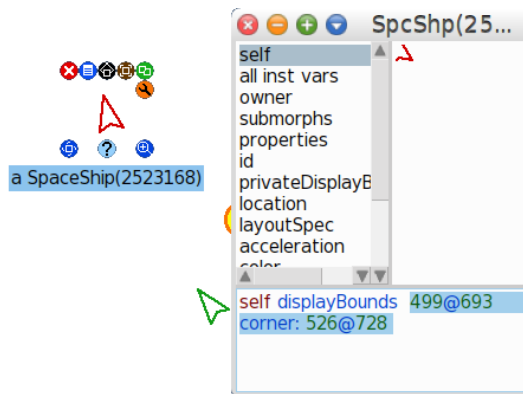 SpcShp(25...
self
all inst vars
owner
submorphs
properties
id
privateDisplayB
location
layoutSpec
acceleration
color
?
a SpaceShip(2523168)
self displayBounds 499@693
corner: 526@728